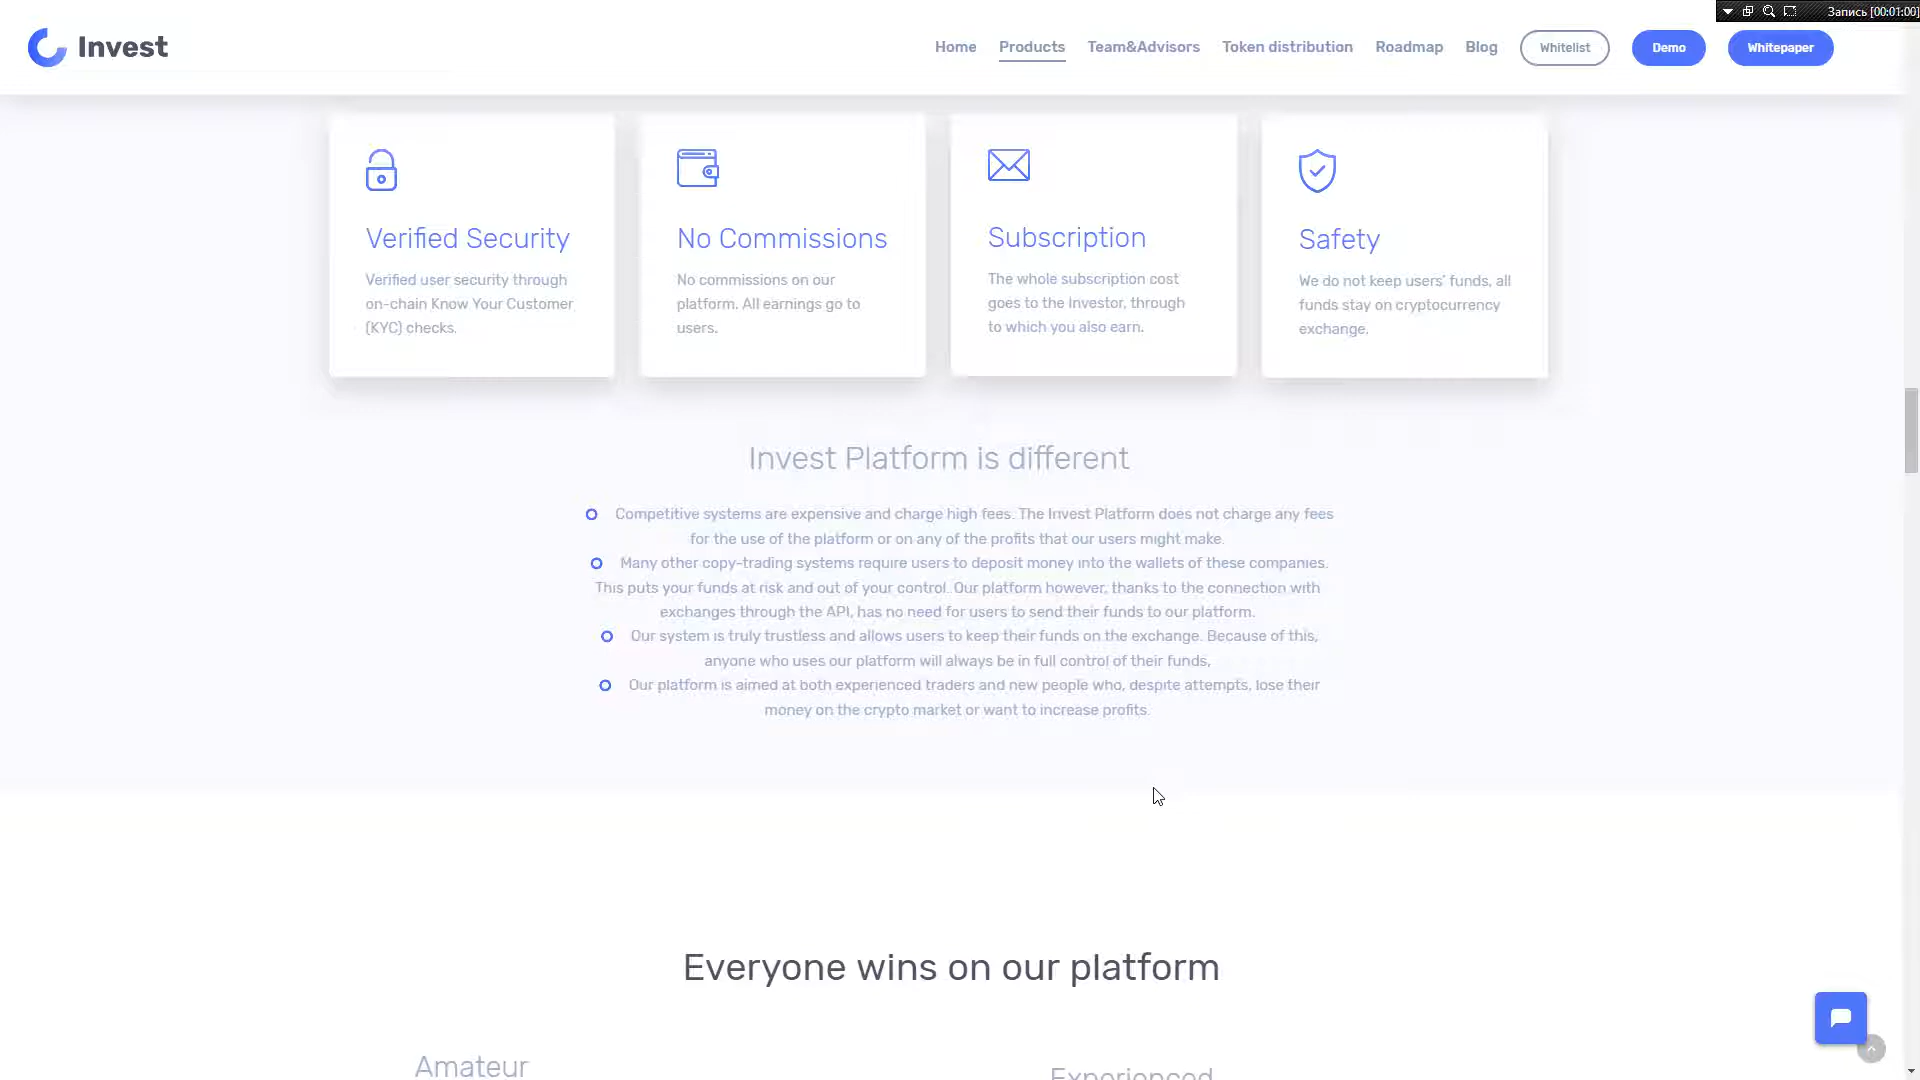 Запись [00:01:00]
Invest
Home Products Team&Advisors Token distribution Roadmap Blog Whitelist Demo Whitepaper
Verified Security
Verified user security through
on-chain Know Your Customer
(KYC) checks.
No Commissions
No commissions on our
platform. All earnings go to
users.
Subscription
The whole subscription cost
goes to the Investor, through
to which you also earn.
Safety
We do not keep users' funds, all
funds stay on cryptocurrency
exchange.
Invest Platform is different
Competitive systems are expensive and charge high fees. The Invest Platform does not charge any fees
for the use of the platform or on any of the profits that our users might make.
Many other copy-trading systems require users to deposit money into the wallets of these companies.
This puts your funds at risk and out of your control. Our platform however, thanks to the connection with
exchanges through the API, has no need for users to send their funds to our platform.
Our system is truly trustless and allows users to keep their funds on the exchange. Because of this,
anyone who uses our platform will always be in full control of their funds,
Our platform is aimed at both experienced traders and new people who, despite attempts, lose their
money on the crypto market or want to increase profits.
Everyone wins on our platform
Amateur
Experienced